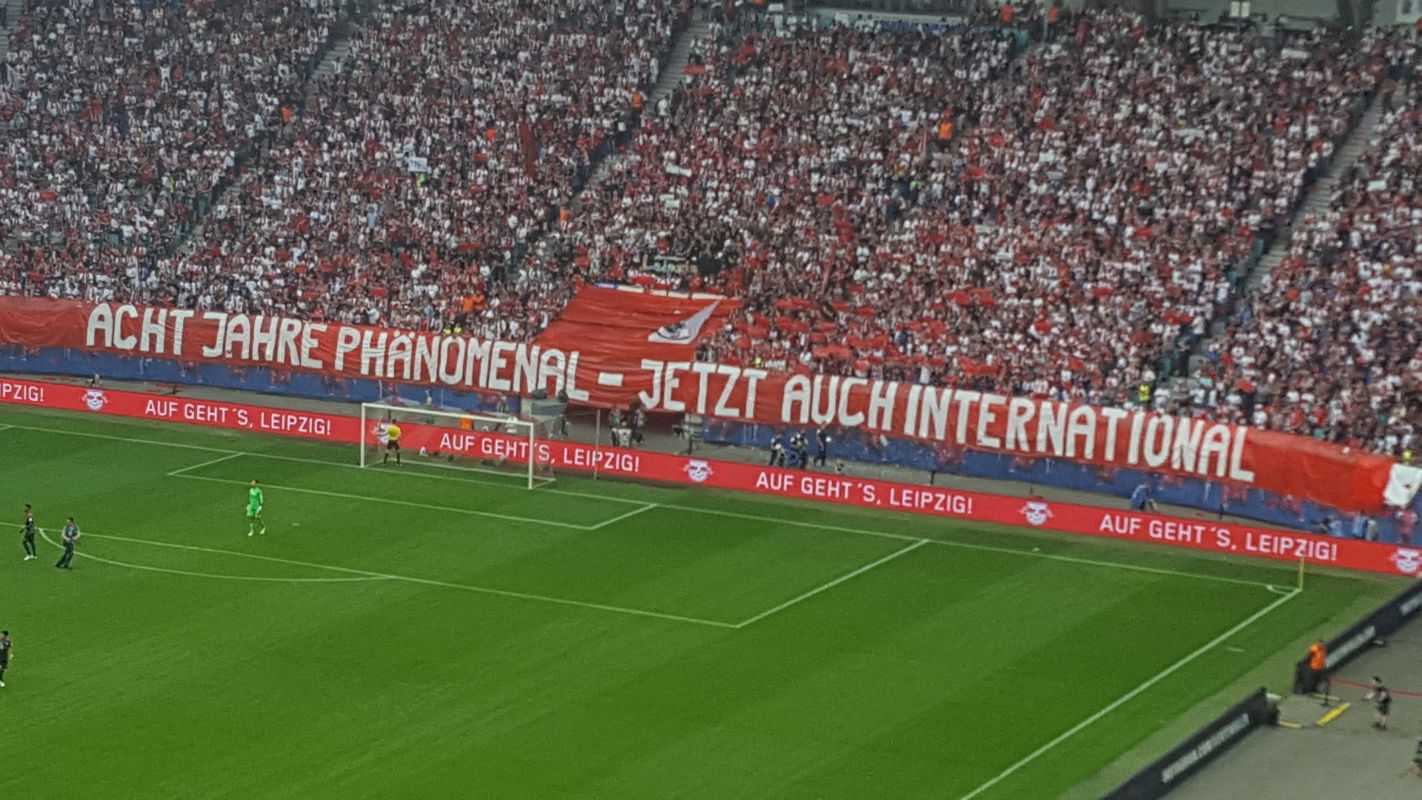 ACHT JAHRE PHÄNOMENAL - JETZT AUCH INTERNATIONAL
PZIG! AUF GEHT´S, LEIPZIG! AUF GEHT´S, LEIPZIG! AUF GEHT´S, LEIPZIG! AUF GEHT´S, LEIPZIG!